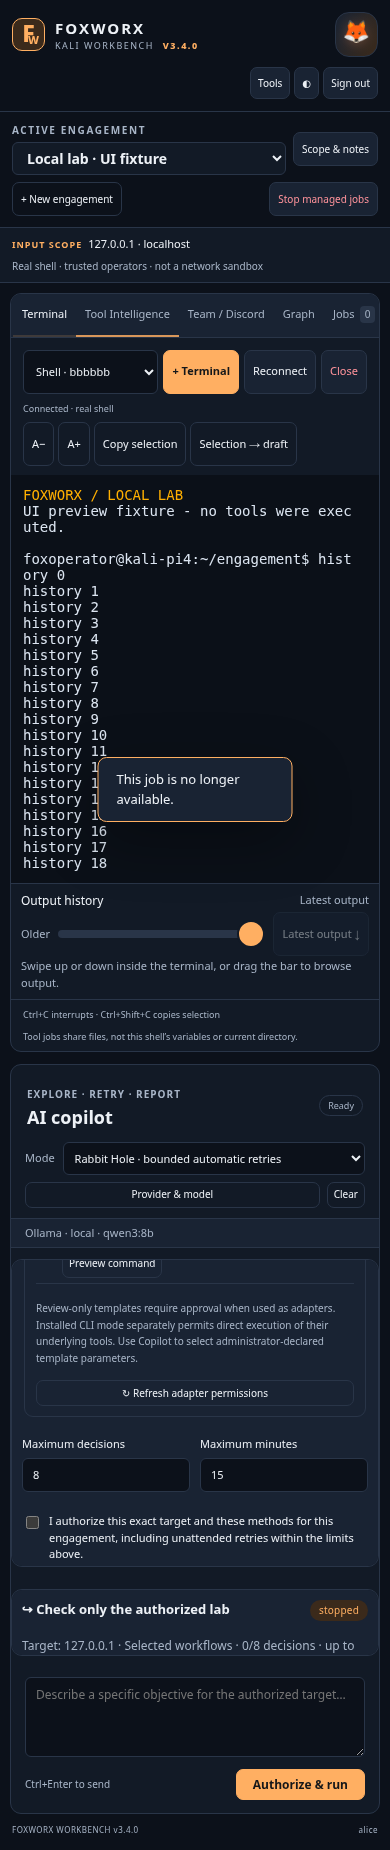 FW
FOXWORX
KALI WORKBENCH V3.4.0
Tools
Sign out
ACTIVE ENGAGEMENT
Local lab · UI fixture
Scope & notes
+ New engagement
Stop managed jobs
INPUT SCOPE 127.0.0.1 · localhost
Real shell · trusted operators · not a network sandbox
Terminal Tool Intelligence Team / Discord Graph Jobs 0
Shell · bbbbbb
+ Terminal
Reconnect
Close
Connected · real shell
A−
A+
Copy selection
Selection → draft
FOXWORX / LOCAL LAB
UI preview fixture - no tools were exec
uted.
foxoperator@kali-pi4:~/engagement$ hist
ory 0
history 1
history 2
history 3
history 4
history 5
history 6
history 7
history 8
history 9
history 10
history 11
history 1
history 1
history 1
history 1
This job is no longer
available.
history 16
history 17
history 18
Output history
Latest output
Older
Latest output ↓
Swipe up or down inside the terminal, or drag the bar to browse
output.
Ctrl+C interrupts · Ctrl+Shift+C copies selection
Tool jobs share files, not this shell's variables or current directory.
EXPLORE · RETRY · REPORT
AI copilot
Ready
Mode
Rabbit Hole · bounded automatic retries
Provider & model
Clear
Ollama · local · qwen3:8b
Preview command
Review-only templates require approval when used as adapters.
Installed CLI mode separately permits direct execution of their
underlying tools. Use Copilot to select administrator-declared
template parameters.
↻ Refresh adapter permissions
Maximum decisions
Maximum minutes
8
15
I authorize this exact target and these methods for this
engagement, including unattended retries within the limits
above.
↪ Check only the authorized lab
stopped
Target: 127.0.0.1 · Selected workflows · 0/8 decisions · up to
Describe a specific objective for the authorized target...
Ctrl+Enter to send
Authorize & run
FOXWORX WORKBENCH v3.4.0
alice